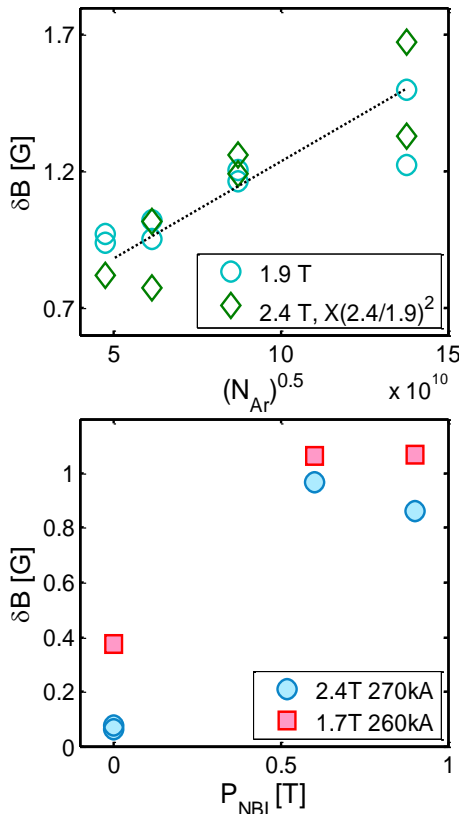 1.7
1.2
0.7
δB [G]
1.9 T
2.4 T, X(2.4/1.9)²
5 10 15
(N_Ar)^0.5 x 10^10
1
0.8
0.6
0.4
0.2
0
δB [G]
2.4T 270kA
1.7T 260kA
0 0.5 1
P_NBI [T]